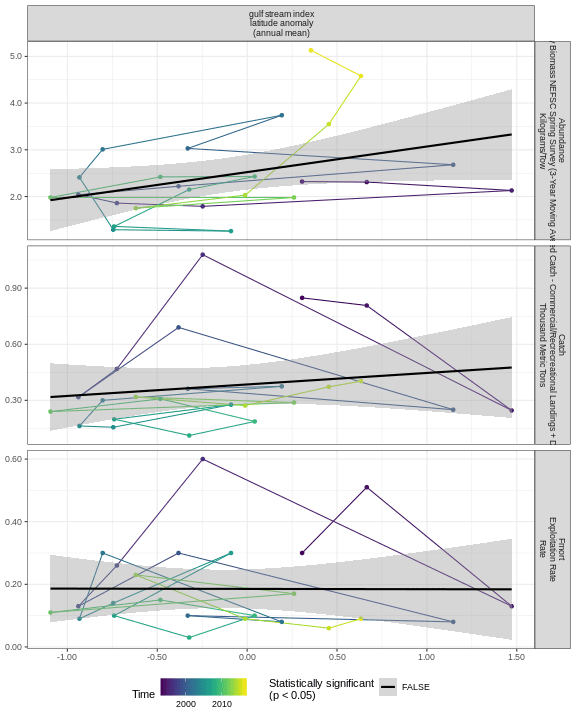 gulf stream index
latitude anomaly
(annual mean)
5.0
4.0
3.0
2.0
Abundance
Biomass NEFSC Spring Survey (3-Year Moving
Kilograms/Tow
0.90
0.60
0.30
Catch
Catch - Commercial/Recreational Landings +
Thousand Metric Tons
0.60
0.40
0.20
0.00
Fmort
Exploitation Rate
Rate
-1.00
-0.50
0.00
0.50
1.00
1.50
Time
2000
2010
Statistically significant
(p < 0.05)
FALSE